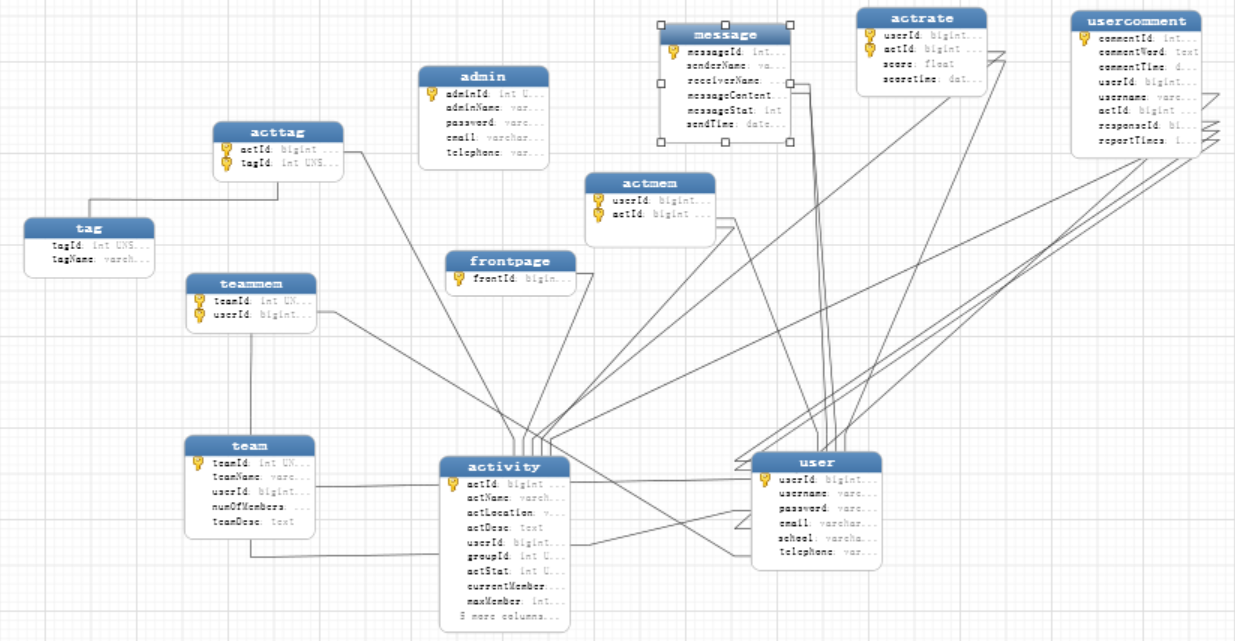 message
messageId: int...
senderName: va...
receiverName: ...
messageContent...
messageStat: int
sendTime: date...
actrate
userId: bigint...
actId: bigint ...
score: float
scoretime: dat...
usercomment
commentId: int...
commentWord: text
commentTime: d...
userId: bigint...
username: varc...
actId: bigint ...
responseId: bi...
reportTimes: i...
admin
adminId: int U...
adminName: var...
password: varc...
email: varchar...
telephone: var...
acttag
actId: bigint ...
tagId: int UNS...
actmem
userId: bigint...
actId: bigint ...
tag
tagId: int UNS...
tagName: varch...
frontpage
frontId: bigin...
teammem
teamId: int UN...
userId: bigint...
team
teamId: int UN...
teamName: varc...
userId: bigint...
numOfMembers: ...
teamDesc: text
activity
actId: bigint ...
actName: varch...
actLocation: v...
actDesc: text
userId: bigint...
groupId: int U...
actStat: int U...
currentMember...
maxMember: int...
5 more columns...
user
userId: bigint...
username: varc...
password: varc...
email: varchar...
school: varcha...
telephone: var...